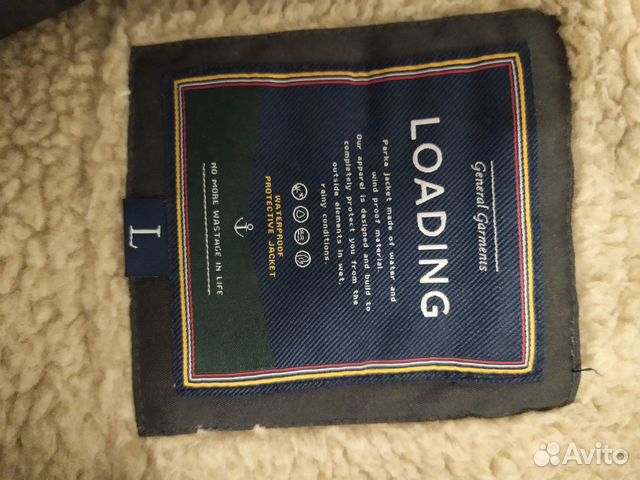 General Garments
LOADING
Parka jacket made of water and
wind proof material.
Our apparel is designed and build to
completely protect you from the
outside elements in wet,
rainy conditions.
WATERPROOF
PROTECTIVE JACKET
NO MORE WASTAGE IN LIFE
L
Avito